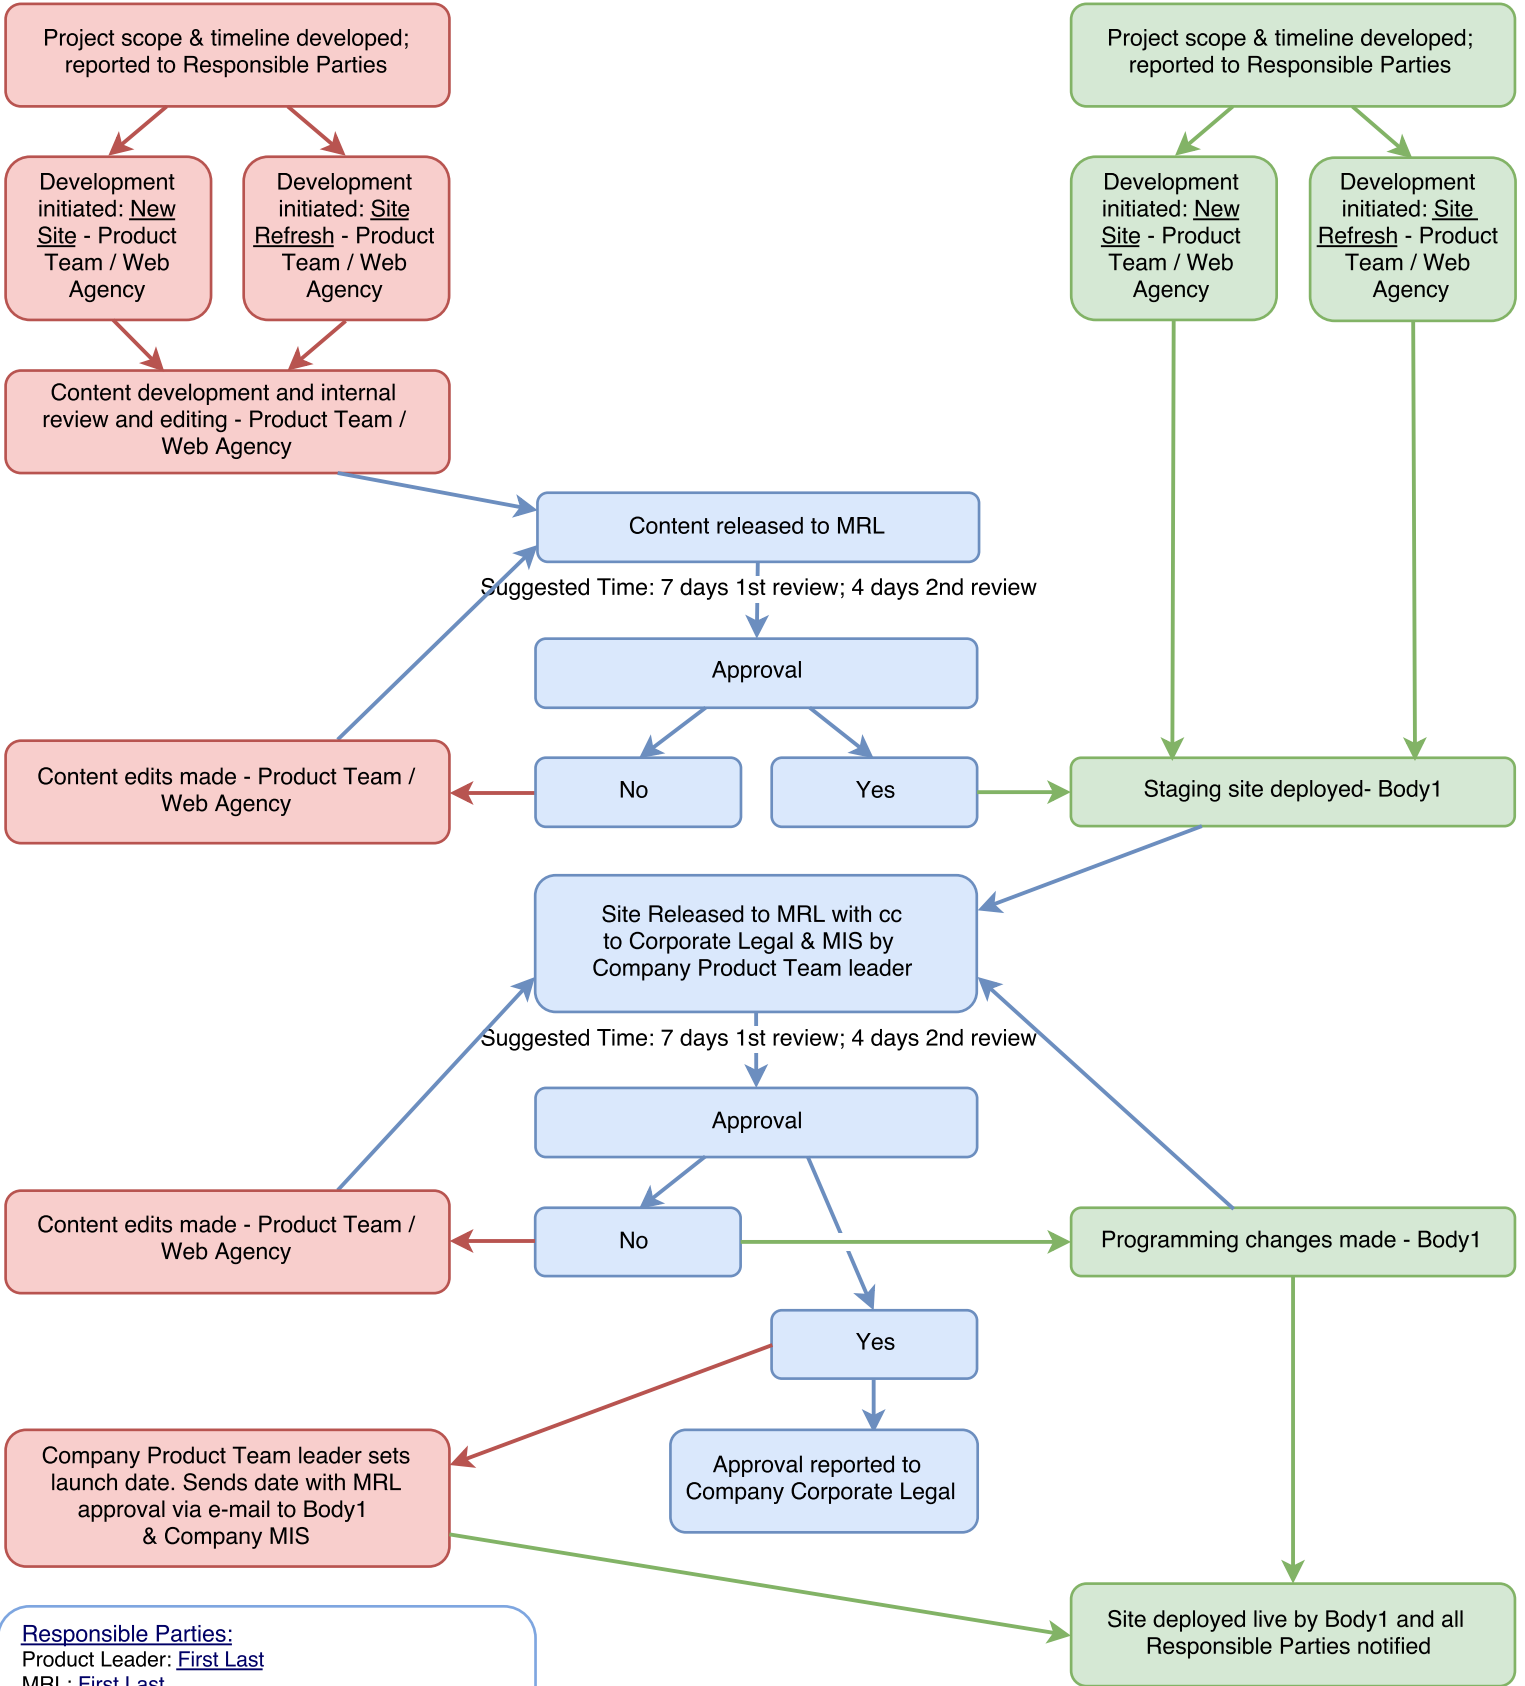 Project scope & timeline developed;
reported to Responsible Parties
Project scope & timeline developed;
reported to Responsible Parties
Development
initiated: New
Site - Product
Team / Web
Agency
Development
initiated: Site
Refresh - Product
Team / Web
Agency
Development
initiated: New
Site - Product
Team / Web
Agency
Development
initiated: Site
Refresh - Product
Team / Web
Agency
Content development and internal
review and editing - Product Team /
Web Agency
Content released to MRL
Suggested Time: 7 days 1st review; 4 days 2nd review
Approval
Content edits made - Product Team /
Web Agency
No
Yes
Staging site deployed- Body1
Site Released to MRL with cc
to Corporate Legal & MIS by
Company Product Team leader
Suggested Time: 7 days 1st review; 4 days 2nd review
Approval
Content edits made - Product Team /
Web Agency
No
Programming changes made - Body1
Yes
Company Product Team leader sets
launch date. Sends date with MRL
approval via e-mail to Body1
& Company MIS
Approval reported to
Company Corporate Legal
Site deployed live by Body1 and all
Responsible Parties notified
Responsible Parties:
Product Leader: First Last
MRL: First Last